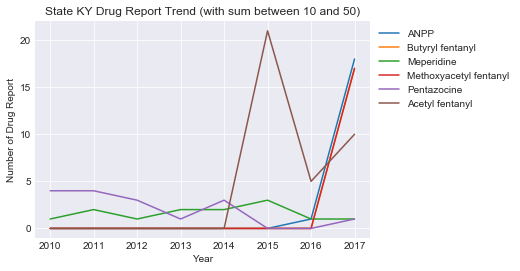 State KY Drug Report Trend (with sum between 10 and 50)
Number of Drug Report
20
15
10
5
0
2010 2011 2012 2013 2014 2015 2016 2017
Year
ANPP
Butyryl fentanyl
Meperidine
Methoxyacetyl fentanyl
Pentazocine
Acetyl fentanyl